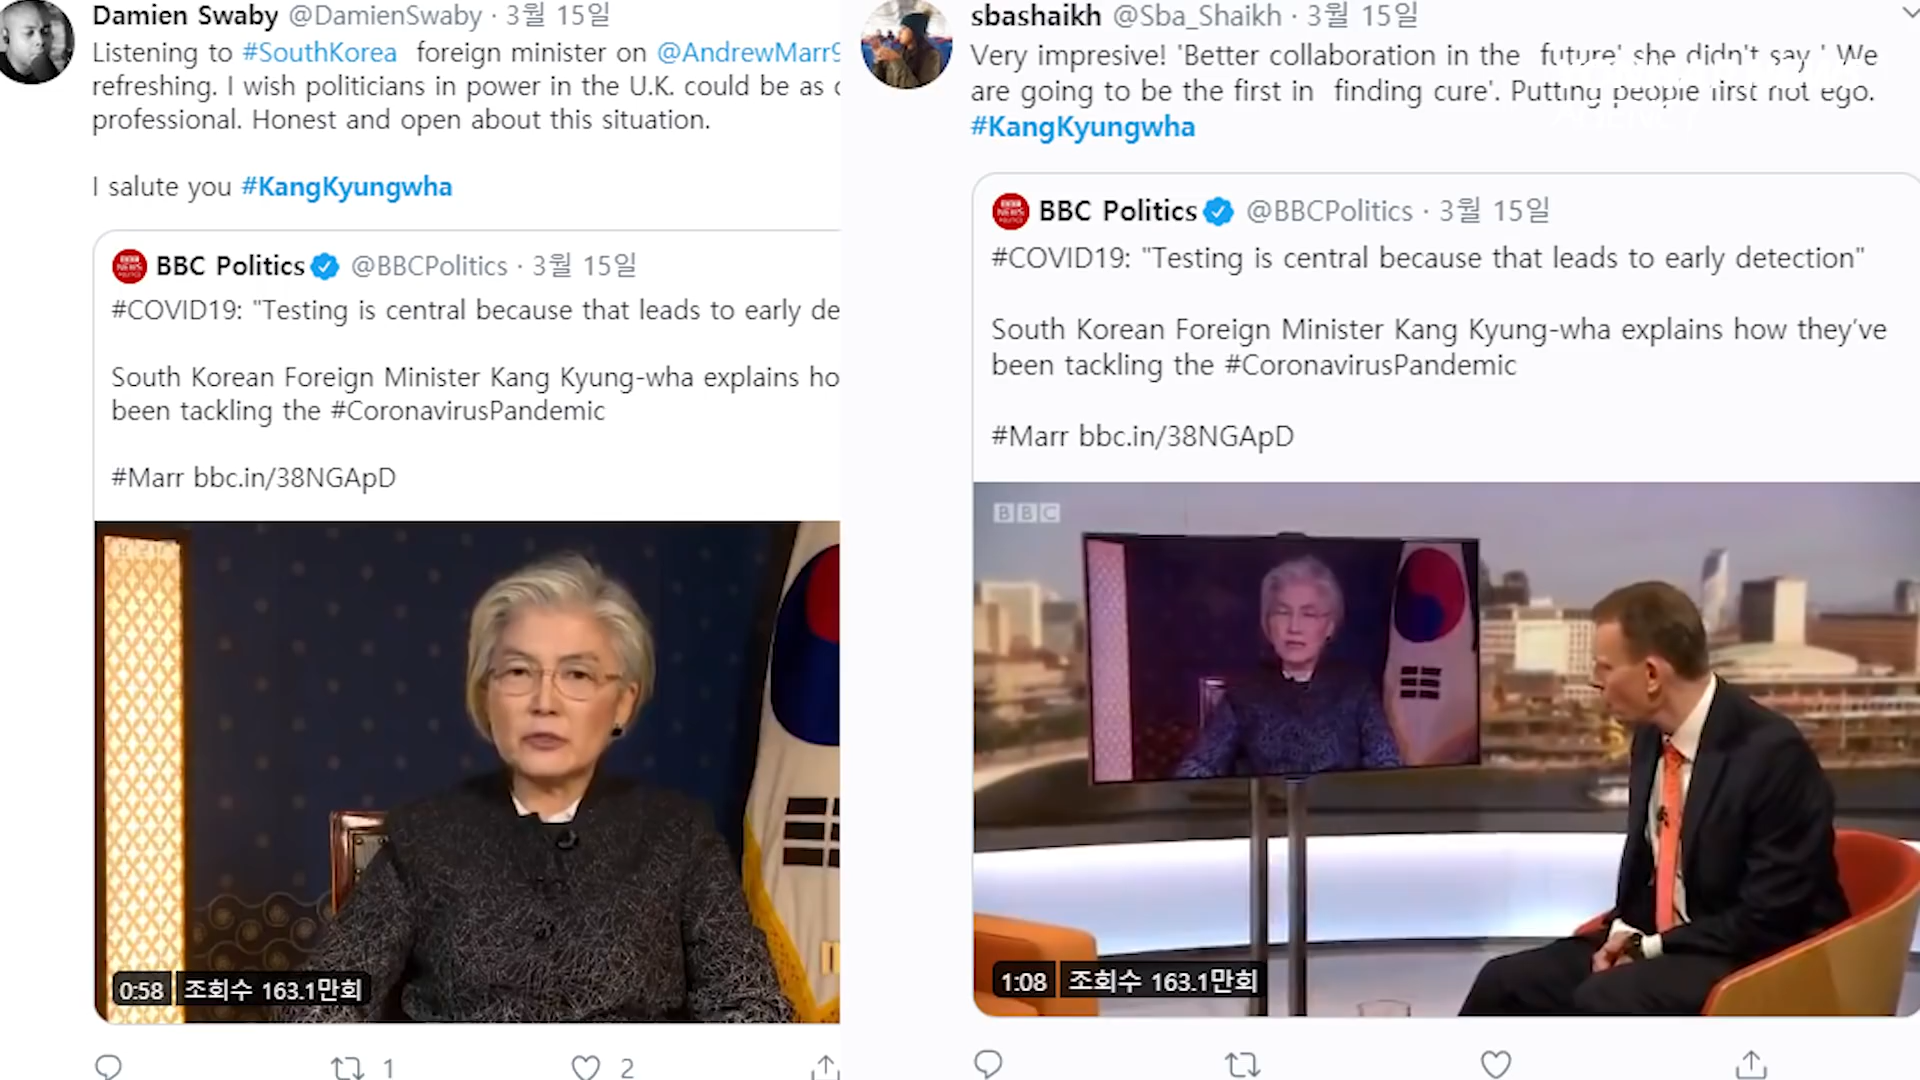 Damien Swaby @DamienSwaby · 3월 15일
Listening to #SouthKorea foreign minister on @AndrewMarr9
refreshing. I wish politicians in power in the U.K. could be as
professional. Honest and open about this situation.
I salute you #KangKyungwha
BBC Politics @BBCPolitics · 3월 15일
#COVID19: "Testing is central because that leads to early de
South Korean Foreign Minister Kang Kyung-wha explains ho
been tackling the #CoronavirusPandemic
#Marr bbc.in/38NGApD
0:58 조회수 163.1만회
1 2
sbashaikh @Sba_Shaikh · 3월 15일
Very impresive! 'Better collaboration in the future' she didn't say ' We
are going to be the first in finding cure'. Putting people first not ego.
#KangKyungwha
BBC Politics @BBCPolitics · 3월 15일
#COVID19: "Testing is central because that leads to early detection"
South Korean Foreign Minister Kang Kyung-wha explains how they've
been tackling the #CoronavirusPandemic
#Marr bbc.in/38NGApD
BBC
1:08 조회수 163.1만회